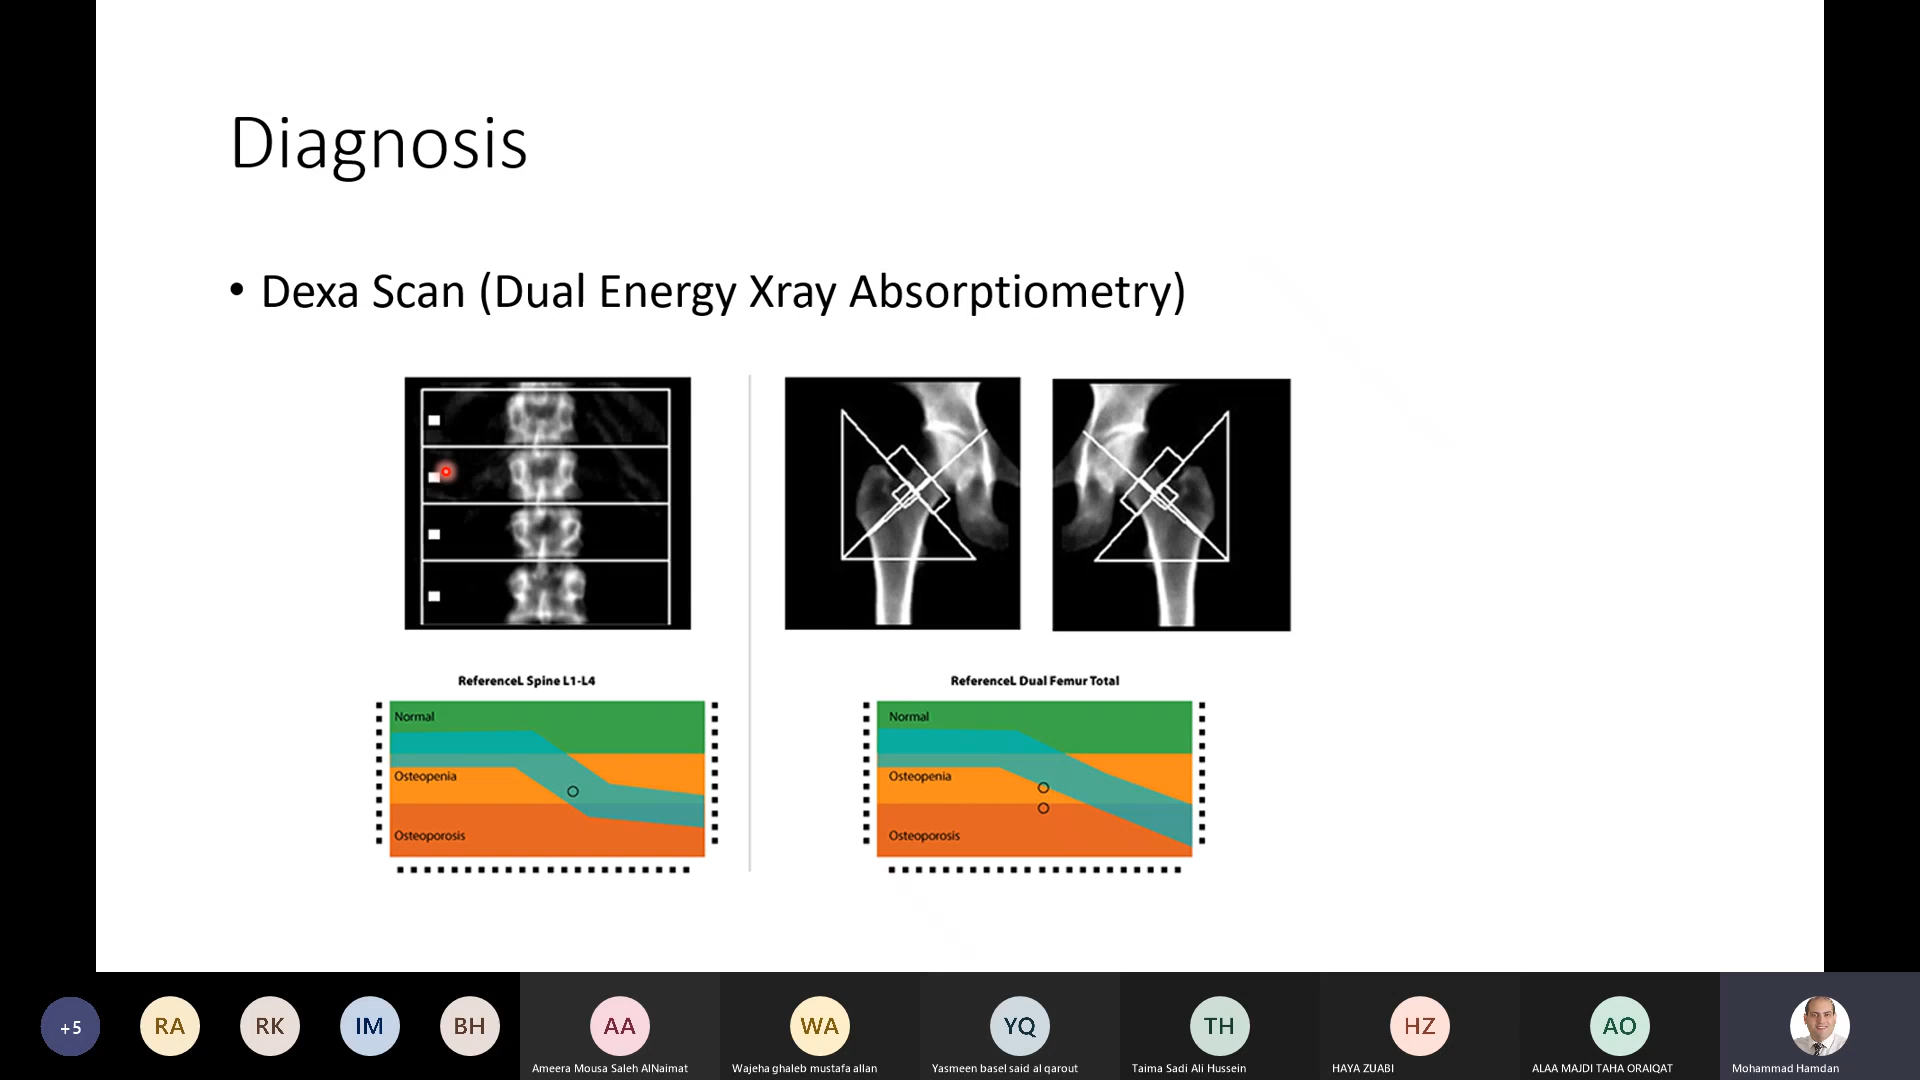 Diagnosis
• Dexa Scan (Dual Energy Xray Absorptiometry)
ReferenceL Spine L1-L4
ReferenceL Dual Femur Total
Normal
Osteopenia
Osteoporosis
Normal
Osteopenia
Osteoporosis
+5
RA
RK
IM
BH
AA
WA
YQ
TH
HZ
AO
Ameera Mousa Saleh AlNaimat
Wajeha ghaleb mustafa allan
Yasmeen basel said al qarout
Taima Sadi Ali Hussein
HAYA ZUABI
ALAA MAJDI TAHA ORAIQAT
Mohammad Hamdan